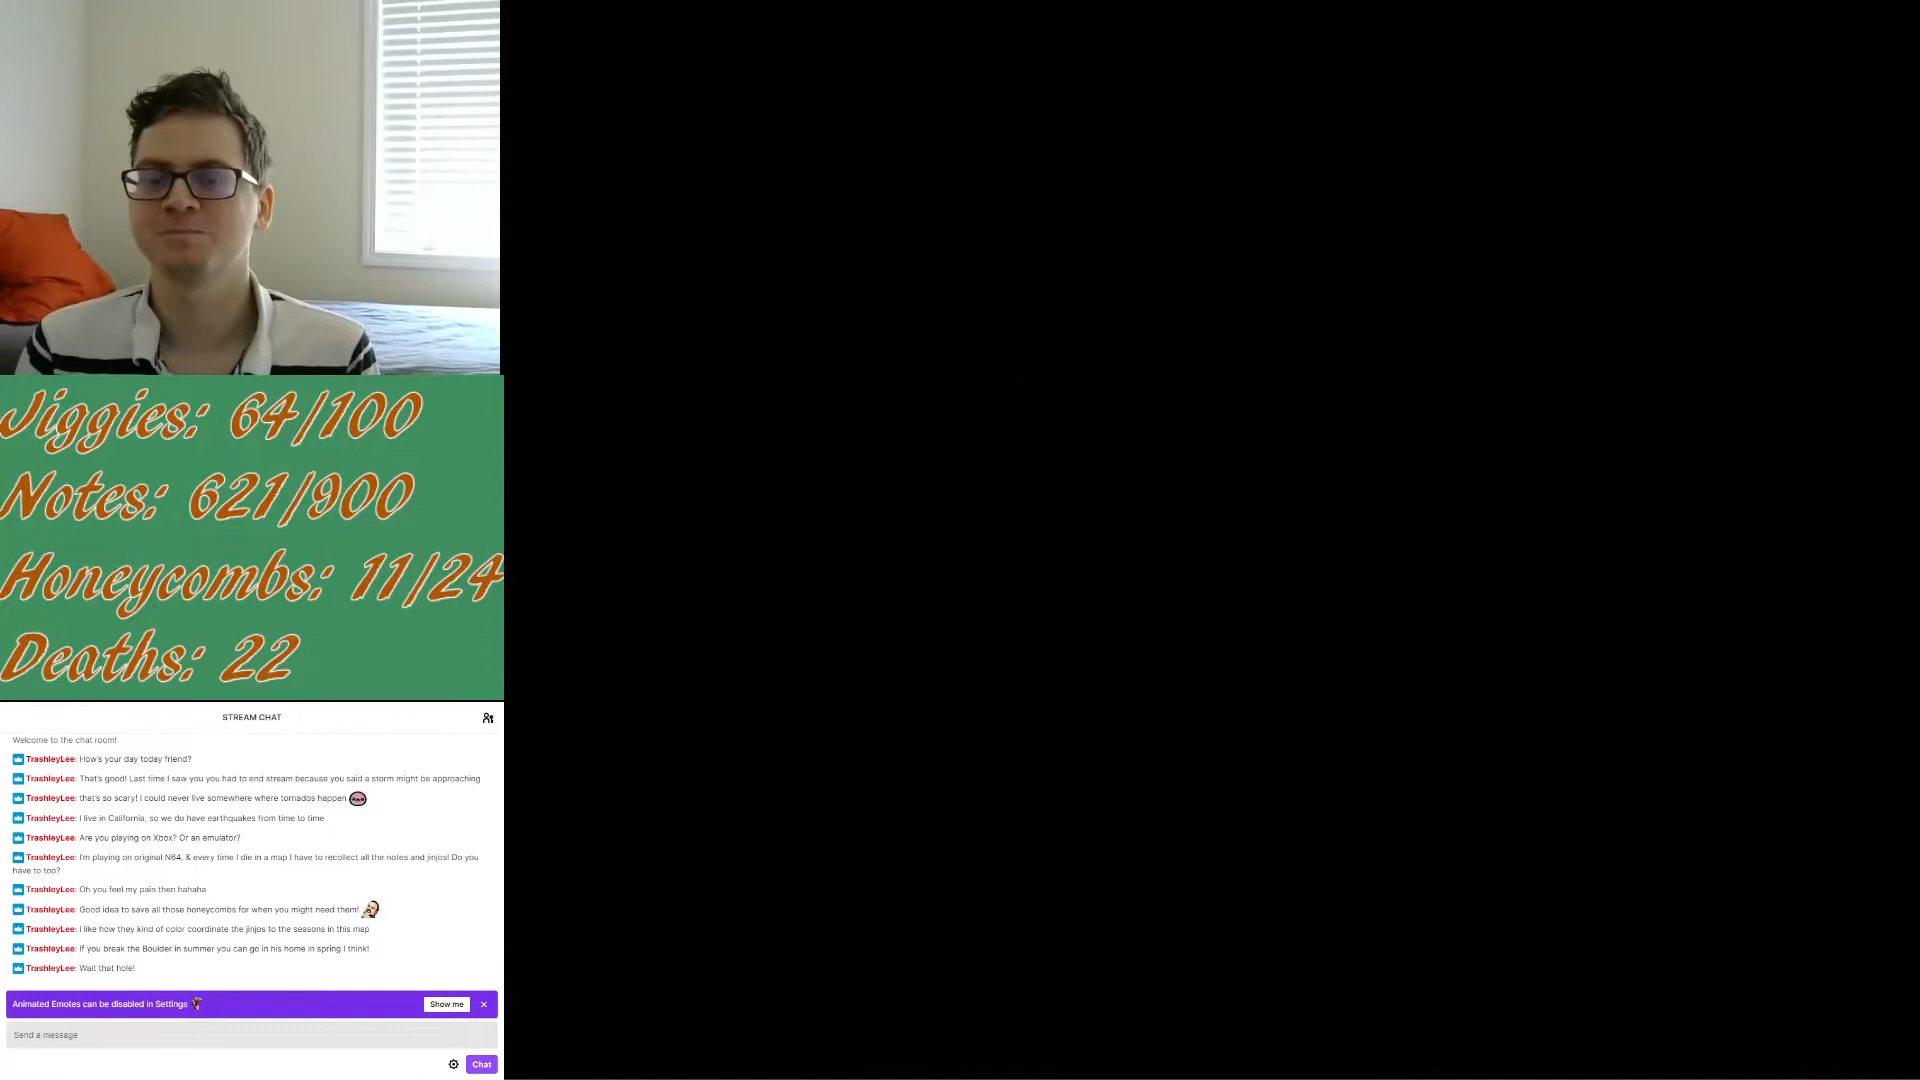 Jiggies: 64/100
Notes: 621/900
Honeycombs: 11/24
Deaths: 22
STREAM CHAT
Welcome to the chat room!
TrashleyLee: How's your day today friend?
TrashleyLee: That's good! Last time I saw you you had to end stream because you said a storm might be approaching
TrashleyLee: that's so scary! I could never live somewhere where tornados happen
TrashleyLee: I live in California, so we do have earthquakes from time to time
TrashleyLee: Are you playing on Xbox? Or an emulator?
TrashleyLee: I'm playing on original N64, & every time I die in a map I have to recollect all the notes and jinjos! Do you
have to too?
TrashleyLee: Oh you feel my pain then hahaha
TrashleyLee: Good idea to save all those honeycombs for when you might need them!
TrashleyLee: I like how they kind of color coordinate the jinjos to the seasons in this map
TrashleyLee: If you break the Boulder in summer you can go in his home in spring I think!
TrashleyLee: Wait that hole!
Animated Emotes can be disabled in Settings
Show me
Send a message
Chat